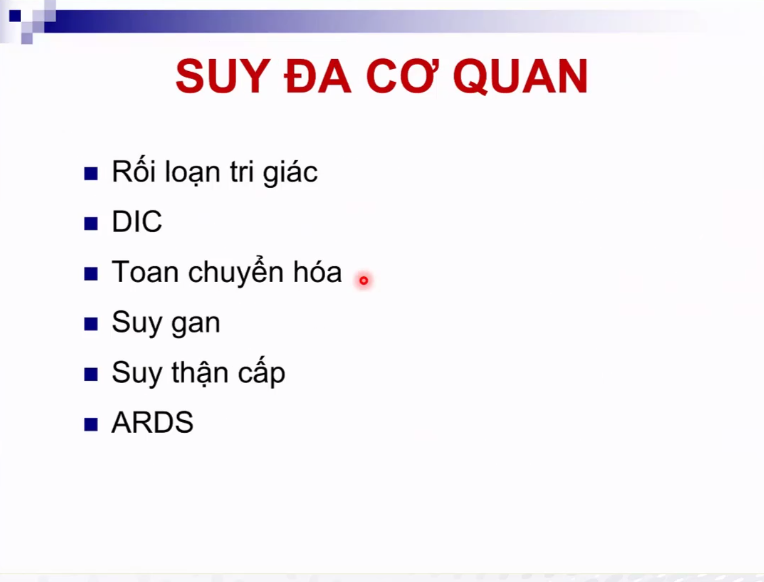 SUY ĐA CƠ QUAN
Rối loạn tri giác
DIC
Toan chuyển hóa
Suy gan
Suy thận cấp
ARDS